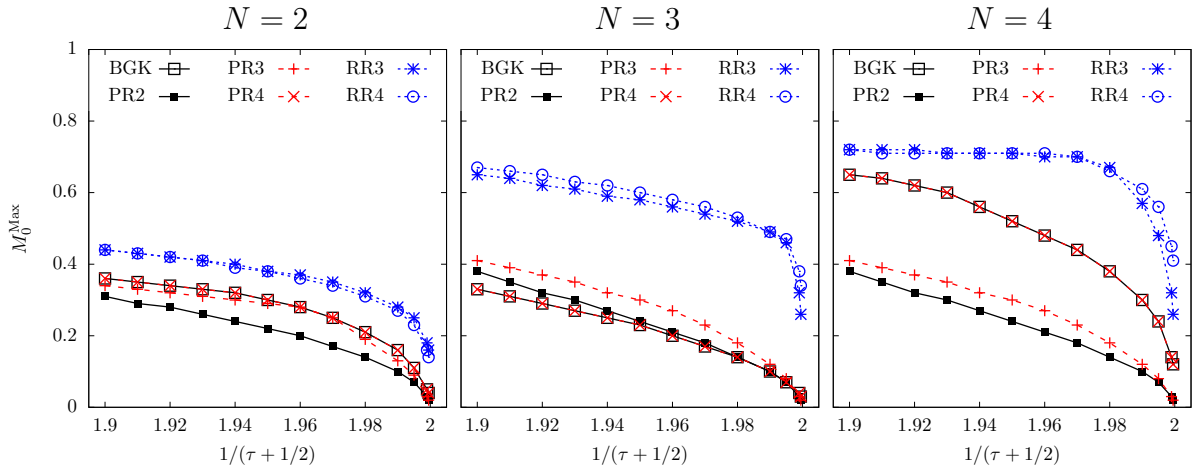 N = 2 N = 3 N = 4
1
0.8
0.6
0.4
0.2
0
M₀^Max
BGK PR3 RR3
PR2 PR4 RR4
BGK PR3 RR3
PR2 PR4 RR4
BGK PR3 RR3
PR2 PR4 RR4
1.9 1.92 1.94 1.96 1.98 2
1.9 1.92 1.94 1.96 1.98 2
1.9 1.92 1.94 1.96 1.98 2
1/(τ + 1/2) 1/(τ + 1/2) 1/(τ + 1/2)